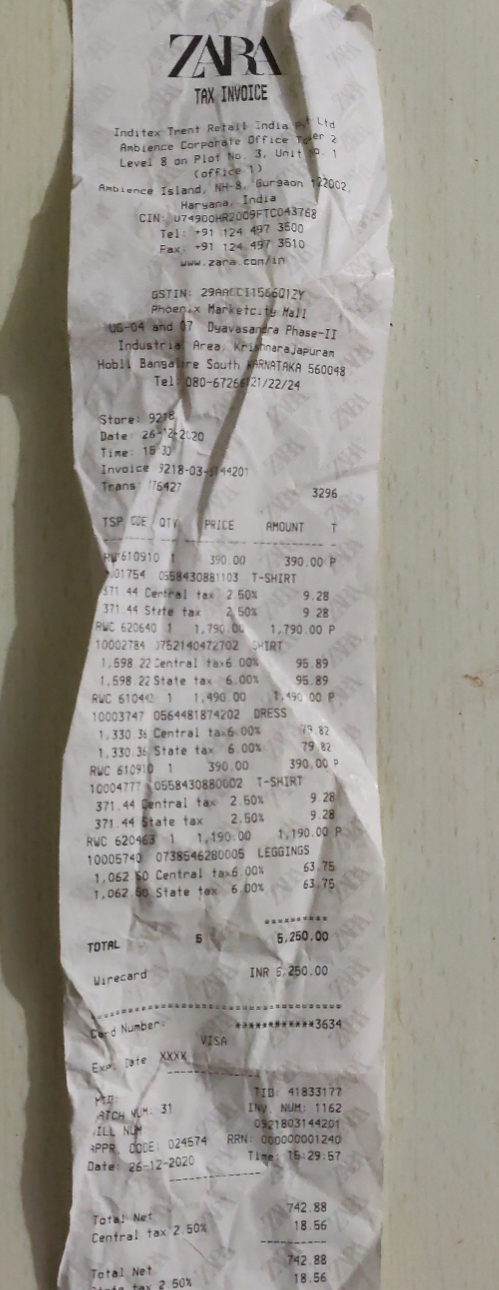 ZARA
TAX INVOICE
Inditex Trent Retail India Ltd
Ambience Corporate Office Tower 2
Level 8 on Plot No. 3, Unit No. 1
(office 1)
Ambience Island, NH-8, Gurgaon 122002,
Haryana, India
CIN: U74900HR2009FTC043768
Tel: +91 124 497 3500
Fax: +91 124 497 3510
www.zara.com/in
GSTIN: 29AACCI1566Q1ZY
Phoenix Marketcity Mall
UG-04 and 07 Dyavasandra Phase-II
Industrial Area, Krishnarajapuram
Hobli Bangalore South KARNATAKA 560048
Tel: 080-6726 21/22/24
Store: 9218
Date: 26-12-2020
Time: 15:30
Invoice 9218-03- 144201
Trans: 76427
3296
TSP CDE QTY PRICE AMOUNT T
610910 1 390.00 390.00 P
01754 0558430881103 T-SHIRT
371.44 Central tax 2.50% 9.28
371.44 State tax 2.50% 9.28
RWC 620640 1 1,790.00 1,790.00 P
10002784 0752140472702 SHIRT
1,598.22 Central tax 6.00% 95.89
1,598.22 State tax 6.00% 95.89
RWC 61044 1 1,490.00 1,490.00 P
10003747 0564481874202 DRESS
1,330.36 Central tax 6.00% 79.82
1,330.36 State tax 6.00% 79.82
RWC 610910 1 390.00 390.00 P
10004777 0558430880002 T-SHIRT
371.44 Central tax 2.50% 9.28
371.44 State tax 2.50% 9.28
RWC 620463 1 1,190.00 1,190.00 P
10005740 0738546280005 LEGGINGS
1,062.50 Central tax 6.00% 63.75
1,062.50 State tax 6.00% 63.75
==========
TOTAL 5 5,250.00
Wirecard INR 5,250.00
Card Number: ************3634
VISA
Exp. Date XXXX
MID: TID: 41833177
BATCH NUM: 31 INV. NUM: 1162
BILL NUM 0921803144201
APPR. CODE: 024574 RRN: 000000001240
Date: 26-12-2020 Time: 15:29:57
Total Net 742.88
Central tax 2.50% 18.56
Total Net 742.88
State tax 2.50% 18.56